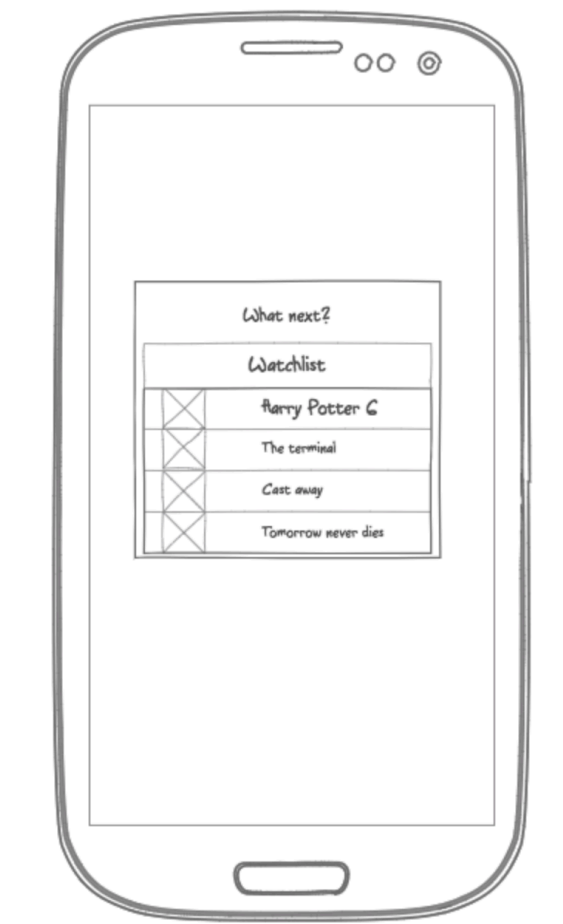 What next?
Watchlist
Harry Potter 6
The terminal
Cast away
Tomorrow never dies